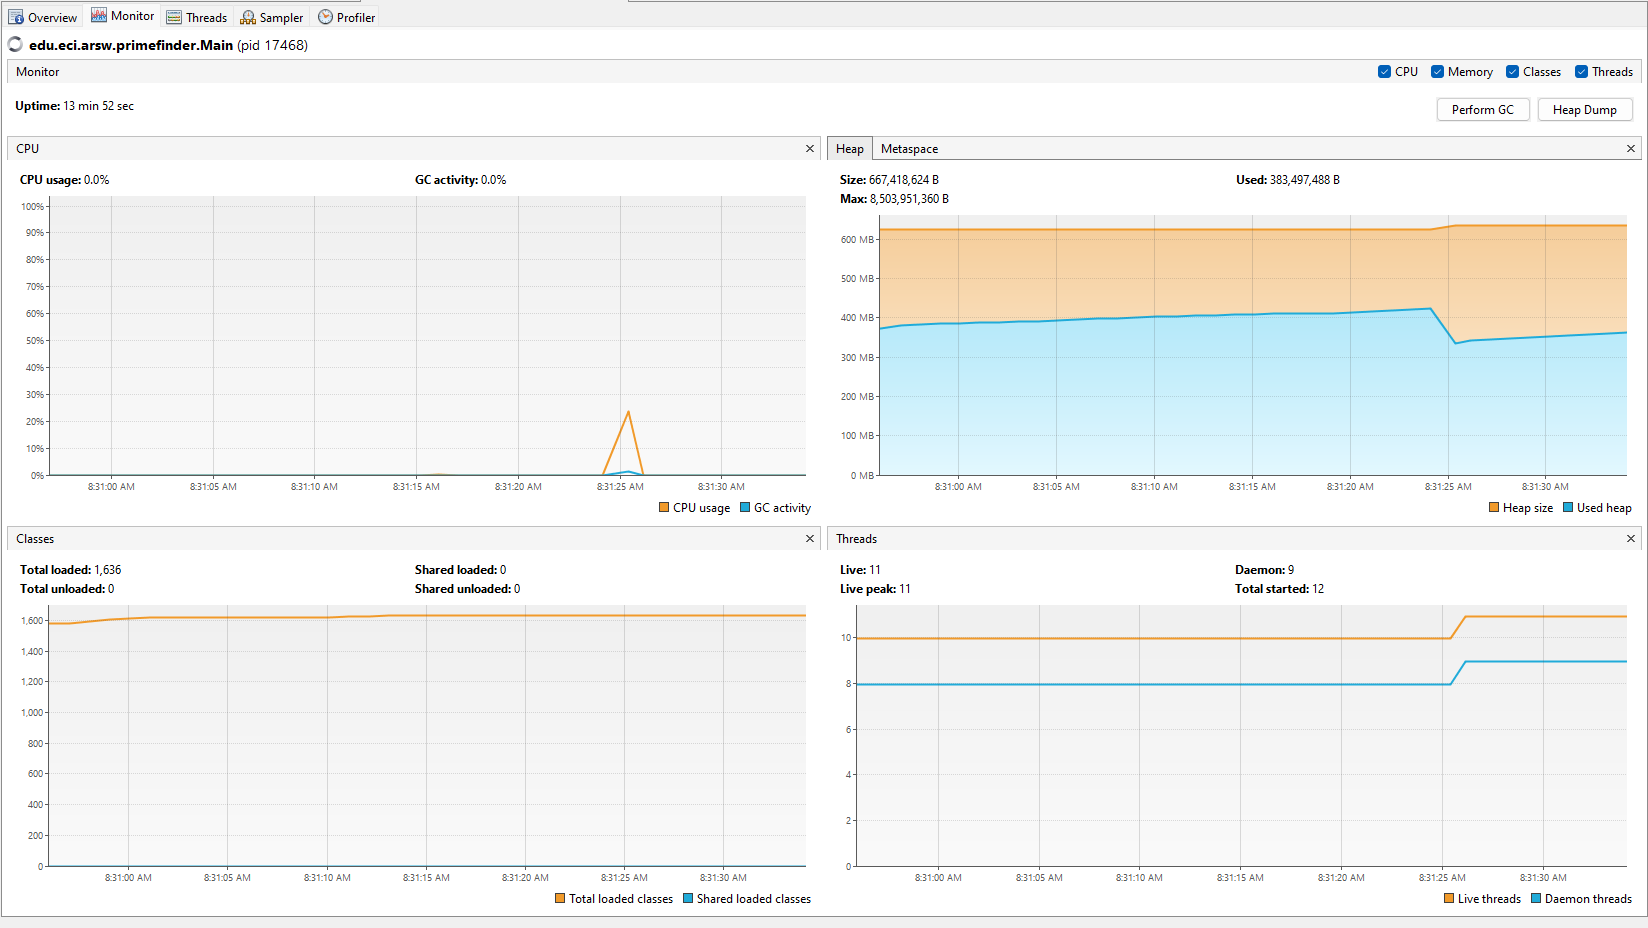 Overview Monitor Threads Sampler Profiler
edu.eci.arsw.primefinder.Main (pid 17468)
Monitor
CPU Memory Classes Threads
Uptime: 13 min 52 sec
Perform GC Heap Dump
CPU
CPU usage: 0.0% GC activity: 0.0%
100%
90%
80%
70%
60%
50%
40%
30%
20%
10%
0%
8:31:00 AM 8:31:05 AM 8:31:10 AM 8:31:15 AM 8:31:20 AM 8:31:25 AM 8:31:30 AM
CPU usage GC activity
Heap Metaspace
Size: 667,418,624 B Used: 383,497,488 B
Max: 8,503,951,360 B
600 MB
500 MB
400 MB
300 MB
200 MB
100 MB
0 MB
8:31:00 AM 8:31:05 AM 8:31:10 AM 8:31:15 AM 8:31:20 AM 8:31:25 AM 8:31:30 AM
Heap size Used heap
Classes
Total loaded: 1,636 Shared loaded: 0
Total unloaded: 0 Shared unloaded: 0
1,600
1,400
1,200
1,000
800
600
400
200
0
8:31:00 AM 8:31:05 AM 8:31:10 AM 8:31:15 AM 8:31:20 AM 8:31:25 AM 8:31:30 AM
Total loaded classes Shared loaded classes
Threads
Live: 11 Daemon: 9
Live peak: 11 Total started: 12
10
8
6
4
2
0
8:31:00 AM 8:31:05 AM 8:31:10 AM 8:31:15 AM 8:31:20 AM 8:31:25 AM 8:31:30 AM
Live threads Daemon threads